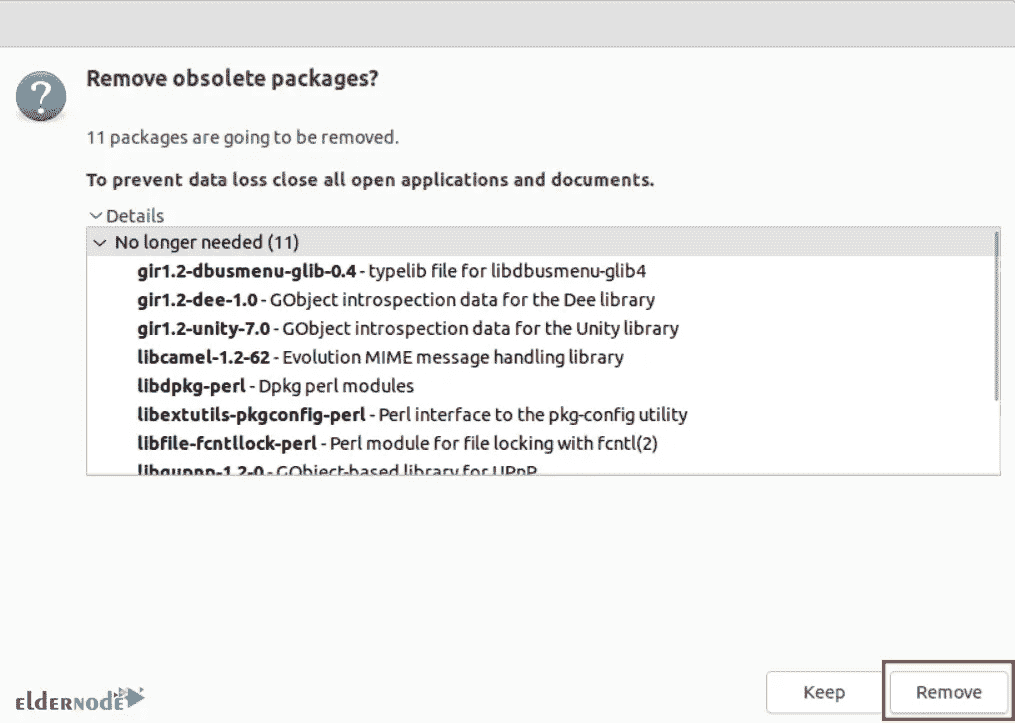 Remove obsolete packages?
11 packages are going to be removed.
To prevent data loss close all open applications and documents.
Details
No longer needed (11)
gir1.2-dbusmenu-glib-0.4 - typelib file for libdbusmenu-glib4
gir1.2-dee-1.0 - GObject introspection data for the Dee library
gir1.2-unity-7.0 - GObject introspection data for the Unity library
libcamel-1.2-62 - Evolution MIME message handling library
libdpkg-perl - Dpkg perl modules
libextutils-pkgconfig-perl - Perl interface to the pkg-config utility
libfile-fcntllock-perl - Perl module for file locking with fcntl(2)
libgupnp-1.2-0 - GObject-based library for UPnP
Keep
Remove
eldernode